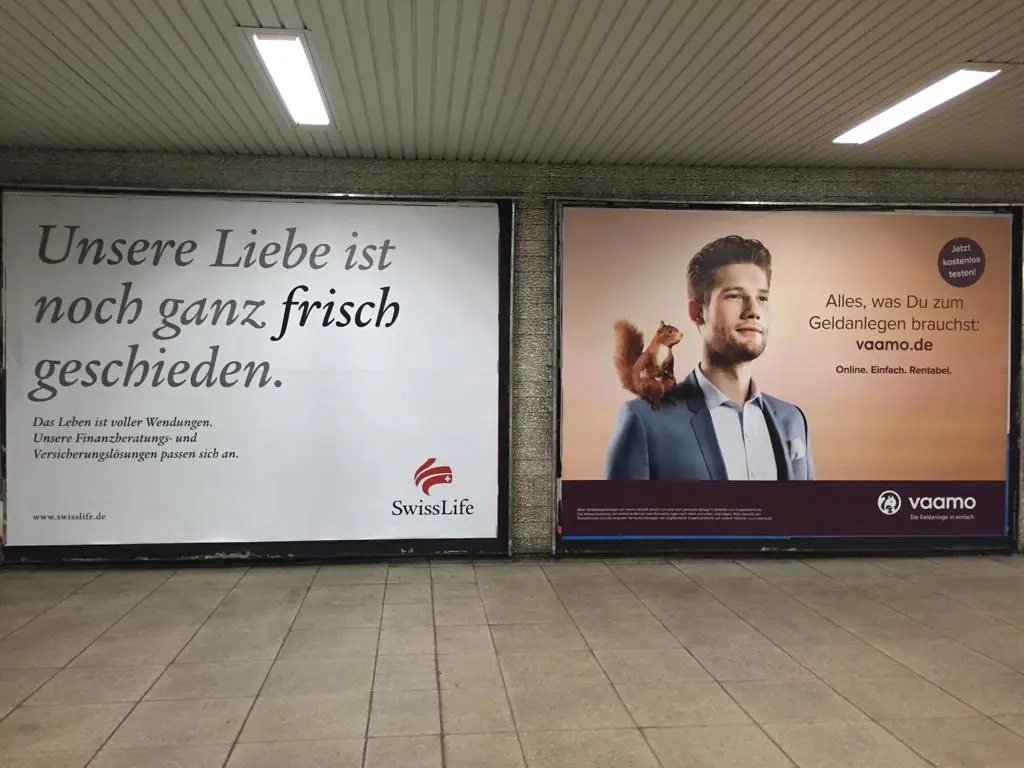 Unsere Liebe ist
noch ganz frisch
geschieden.
Das Leben ist voller Wendungen.
Unsere Finanzberatungs- und
Versicherungslösungen passen sich an.
www.swisslife.de
SwissLife
Jetzt
kostenlos
testen!
Alles, was Du zum
Geldanlegen brauchst:
vaamo.de
Online. Einfach. Rentabel.
vaamo
Die Geldanlage in einfach